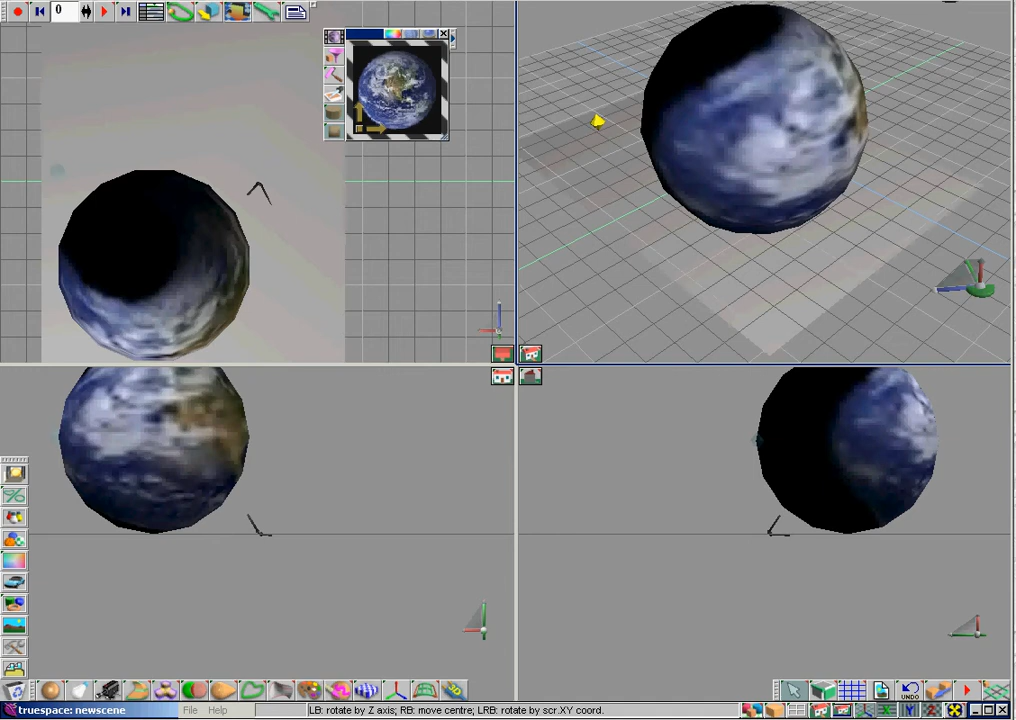 0
UNDO
truespace: newscene File Help LB: rotate by Z axis; RB: move centre; LRB: rotate by scr.XY coord.